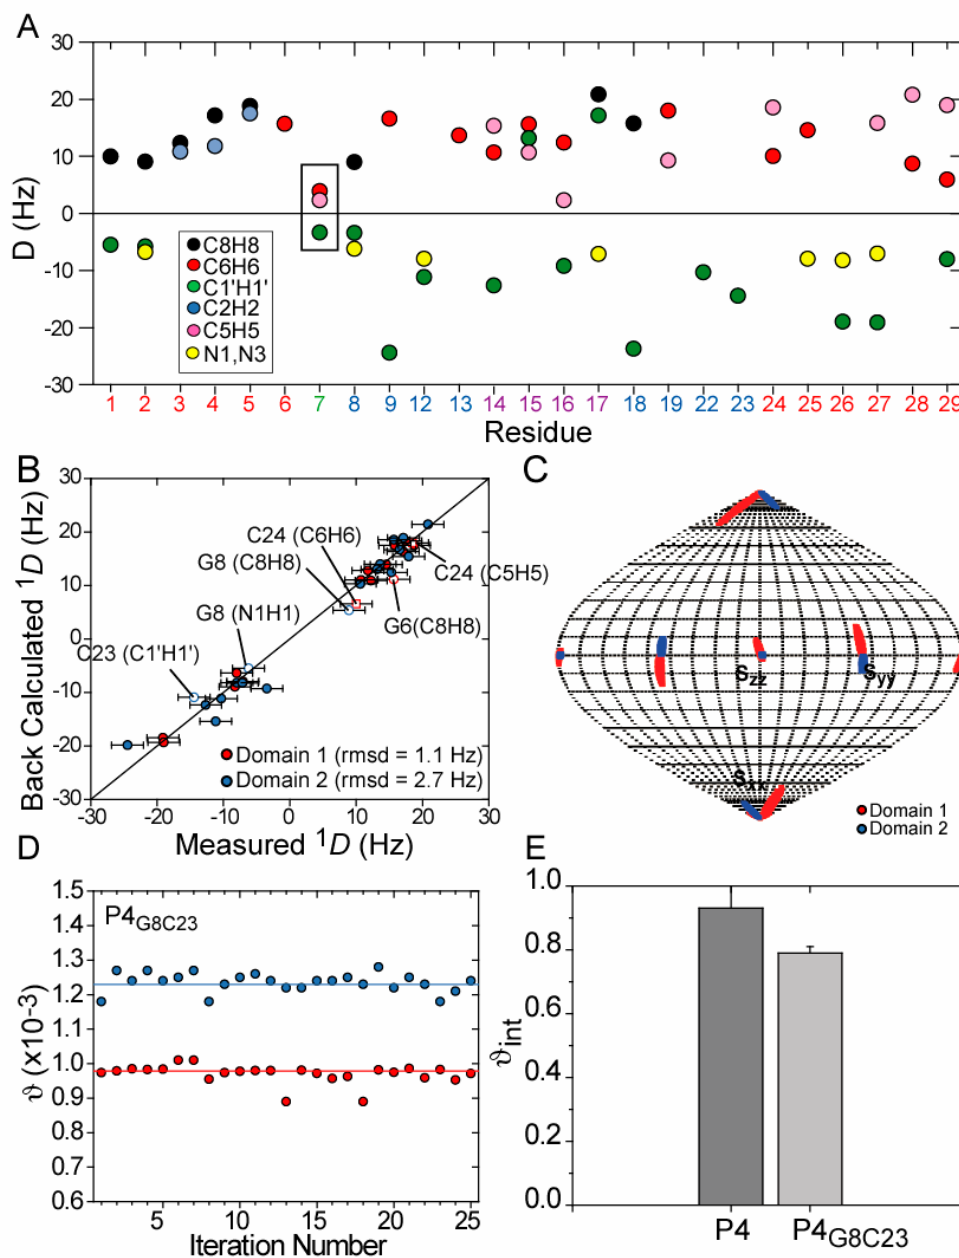 A
30
20
10
0
-10
-20
-30
D (Hz)
C8H8
C6H6
C1'H1'
C2H2
C5H5
N1,N3
1 2 3 4 5 6 7 8 9 12 13 14 15 16 17 18 19 22 23 24 25 26 27 28 29
Residue
B
30
20
10
0
-10
-20
-30
Back Calculated ¹D (Hz)
C24 (C6H6)
G8 (C8H8)
G8 (N1H1)
C23 (C1'H1')
C24 (C5H5)
G6(C8H8)
Domain 1 (rmsd = 1.1 Hz)
Domain 2 (rmsd = 2.7 Hz)
-30 -20 -10 0 10 20 30
Measured ¹D (Hz)
C
Szz
Syy
Sxx
Domain 1
Domain 2
D
1.5
1.4
1.3
1.2
1.1
1.0
0.9
0.8
0.7
0.6
ϑ (x10-3)
P4G8C23
5 10 15 20 25
Iteration Number
E
1.0
0.8
0.6
0.4
0.2
0.0
ϑint
P4 P4G8C23